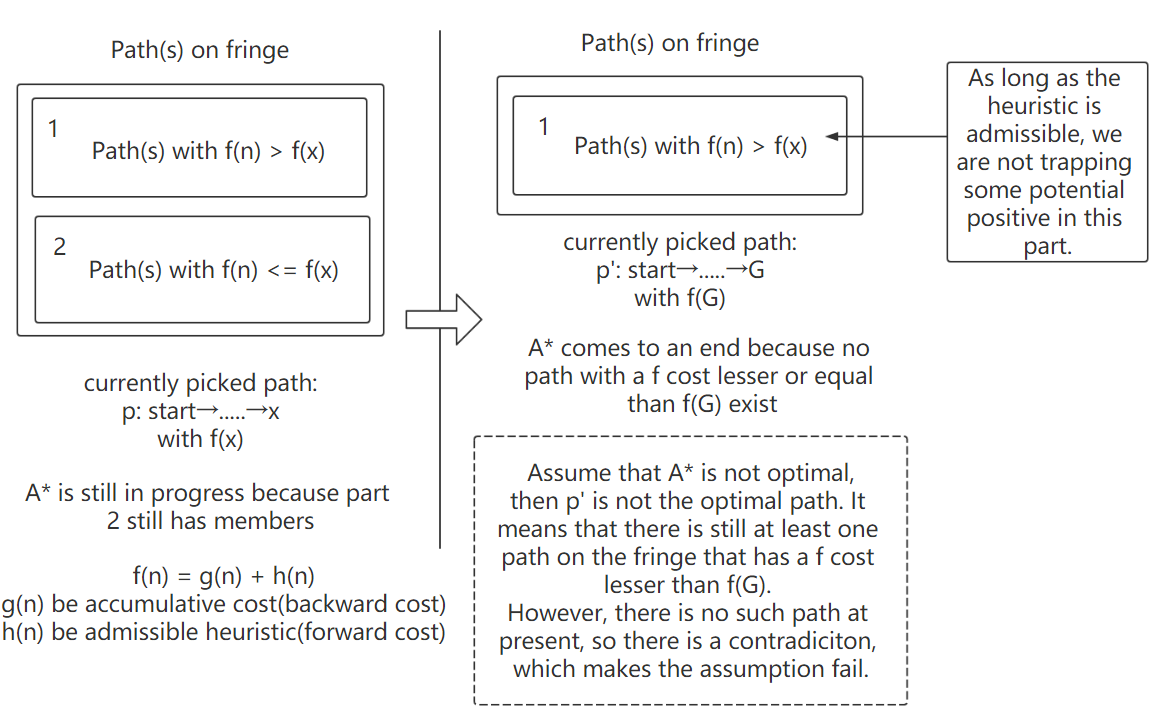 Path(s) on fringe
1
Path(s) with f(n) > f(x)
2
Path(s) with f(n) <= f(x)
currently picked path:
p: start→.....→x
with f(x)
A* is still in progress because part
2 still has members
f(n) = g(n) + h(n)
g(n) be accumulative cost(backward cost)
h(n) be admissible heuristic(forward cost)
Path(s) on fringe
1
Path(s) with f(n) > f(x)
currently picked path:
p': start→.....→G
with f(G)
A* comes to an end because no
path with a f cost lesser or equal
than f(G) exist
Assume that A* is not optimal,
then p' is not the optimal path. It
means that there is still at least one
path on the fringe that has a f cost
lesser than f(G).
However, there is no such path at
present, so there is a contradiciton,
which makes the assumption fail.
As long as the
heuristic is
admissible, we
are not trapping
some potential
positive in this
part.